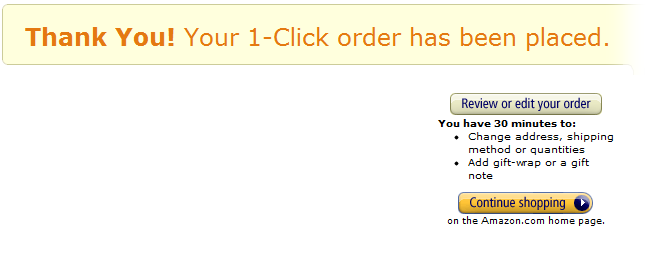 Thank You! Your 1-Click order has been placed.
Review or edit your order
You have 30 minutes to:
Change address, shipping
method or quantities
Add gift-wrap or a gift
note
Continue shopping
on the Amazon.com home page.